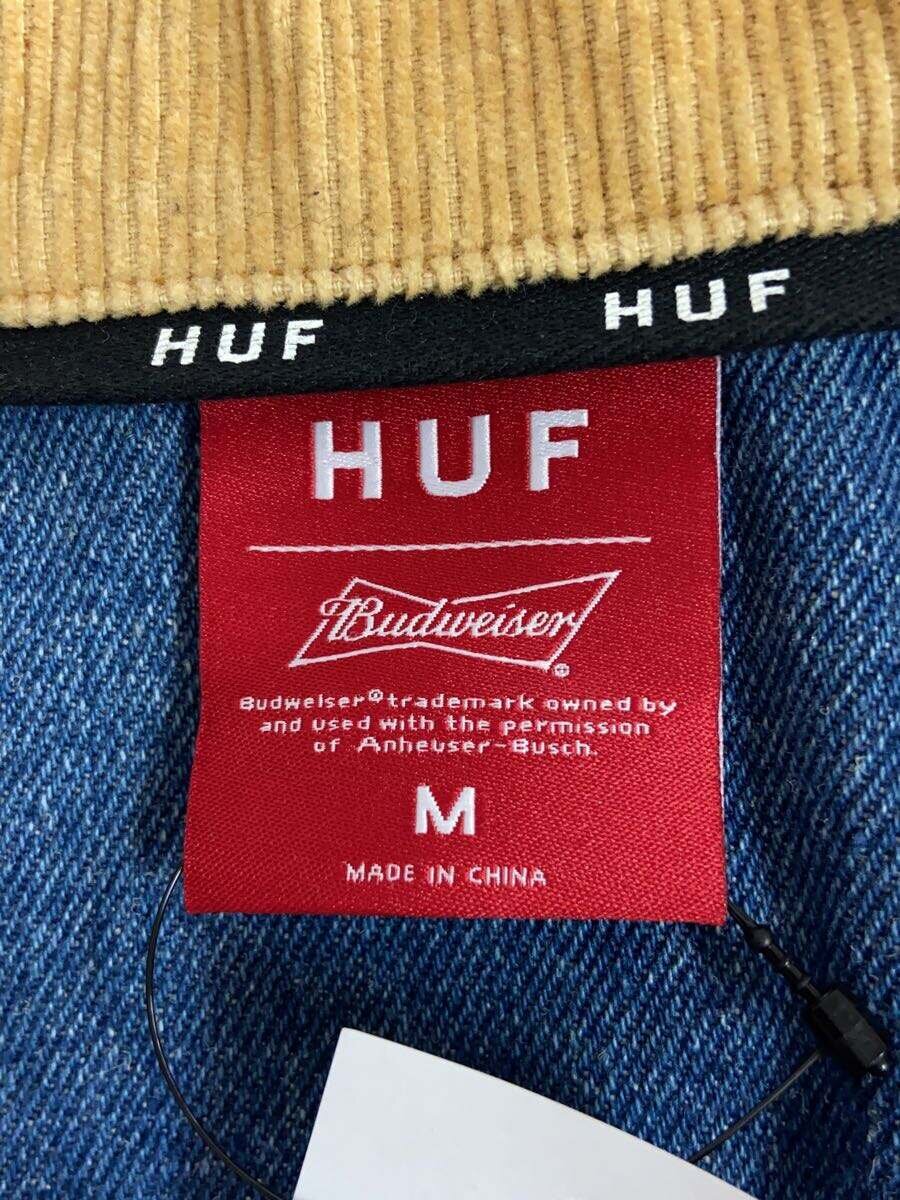 HUF HUF
HUF
Budweiser®
Budweiser® trademark owned by
and used with the permission
of Anheuser-Busch.
M
MADE IN CHINA